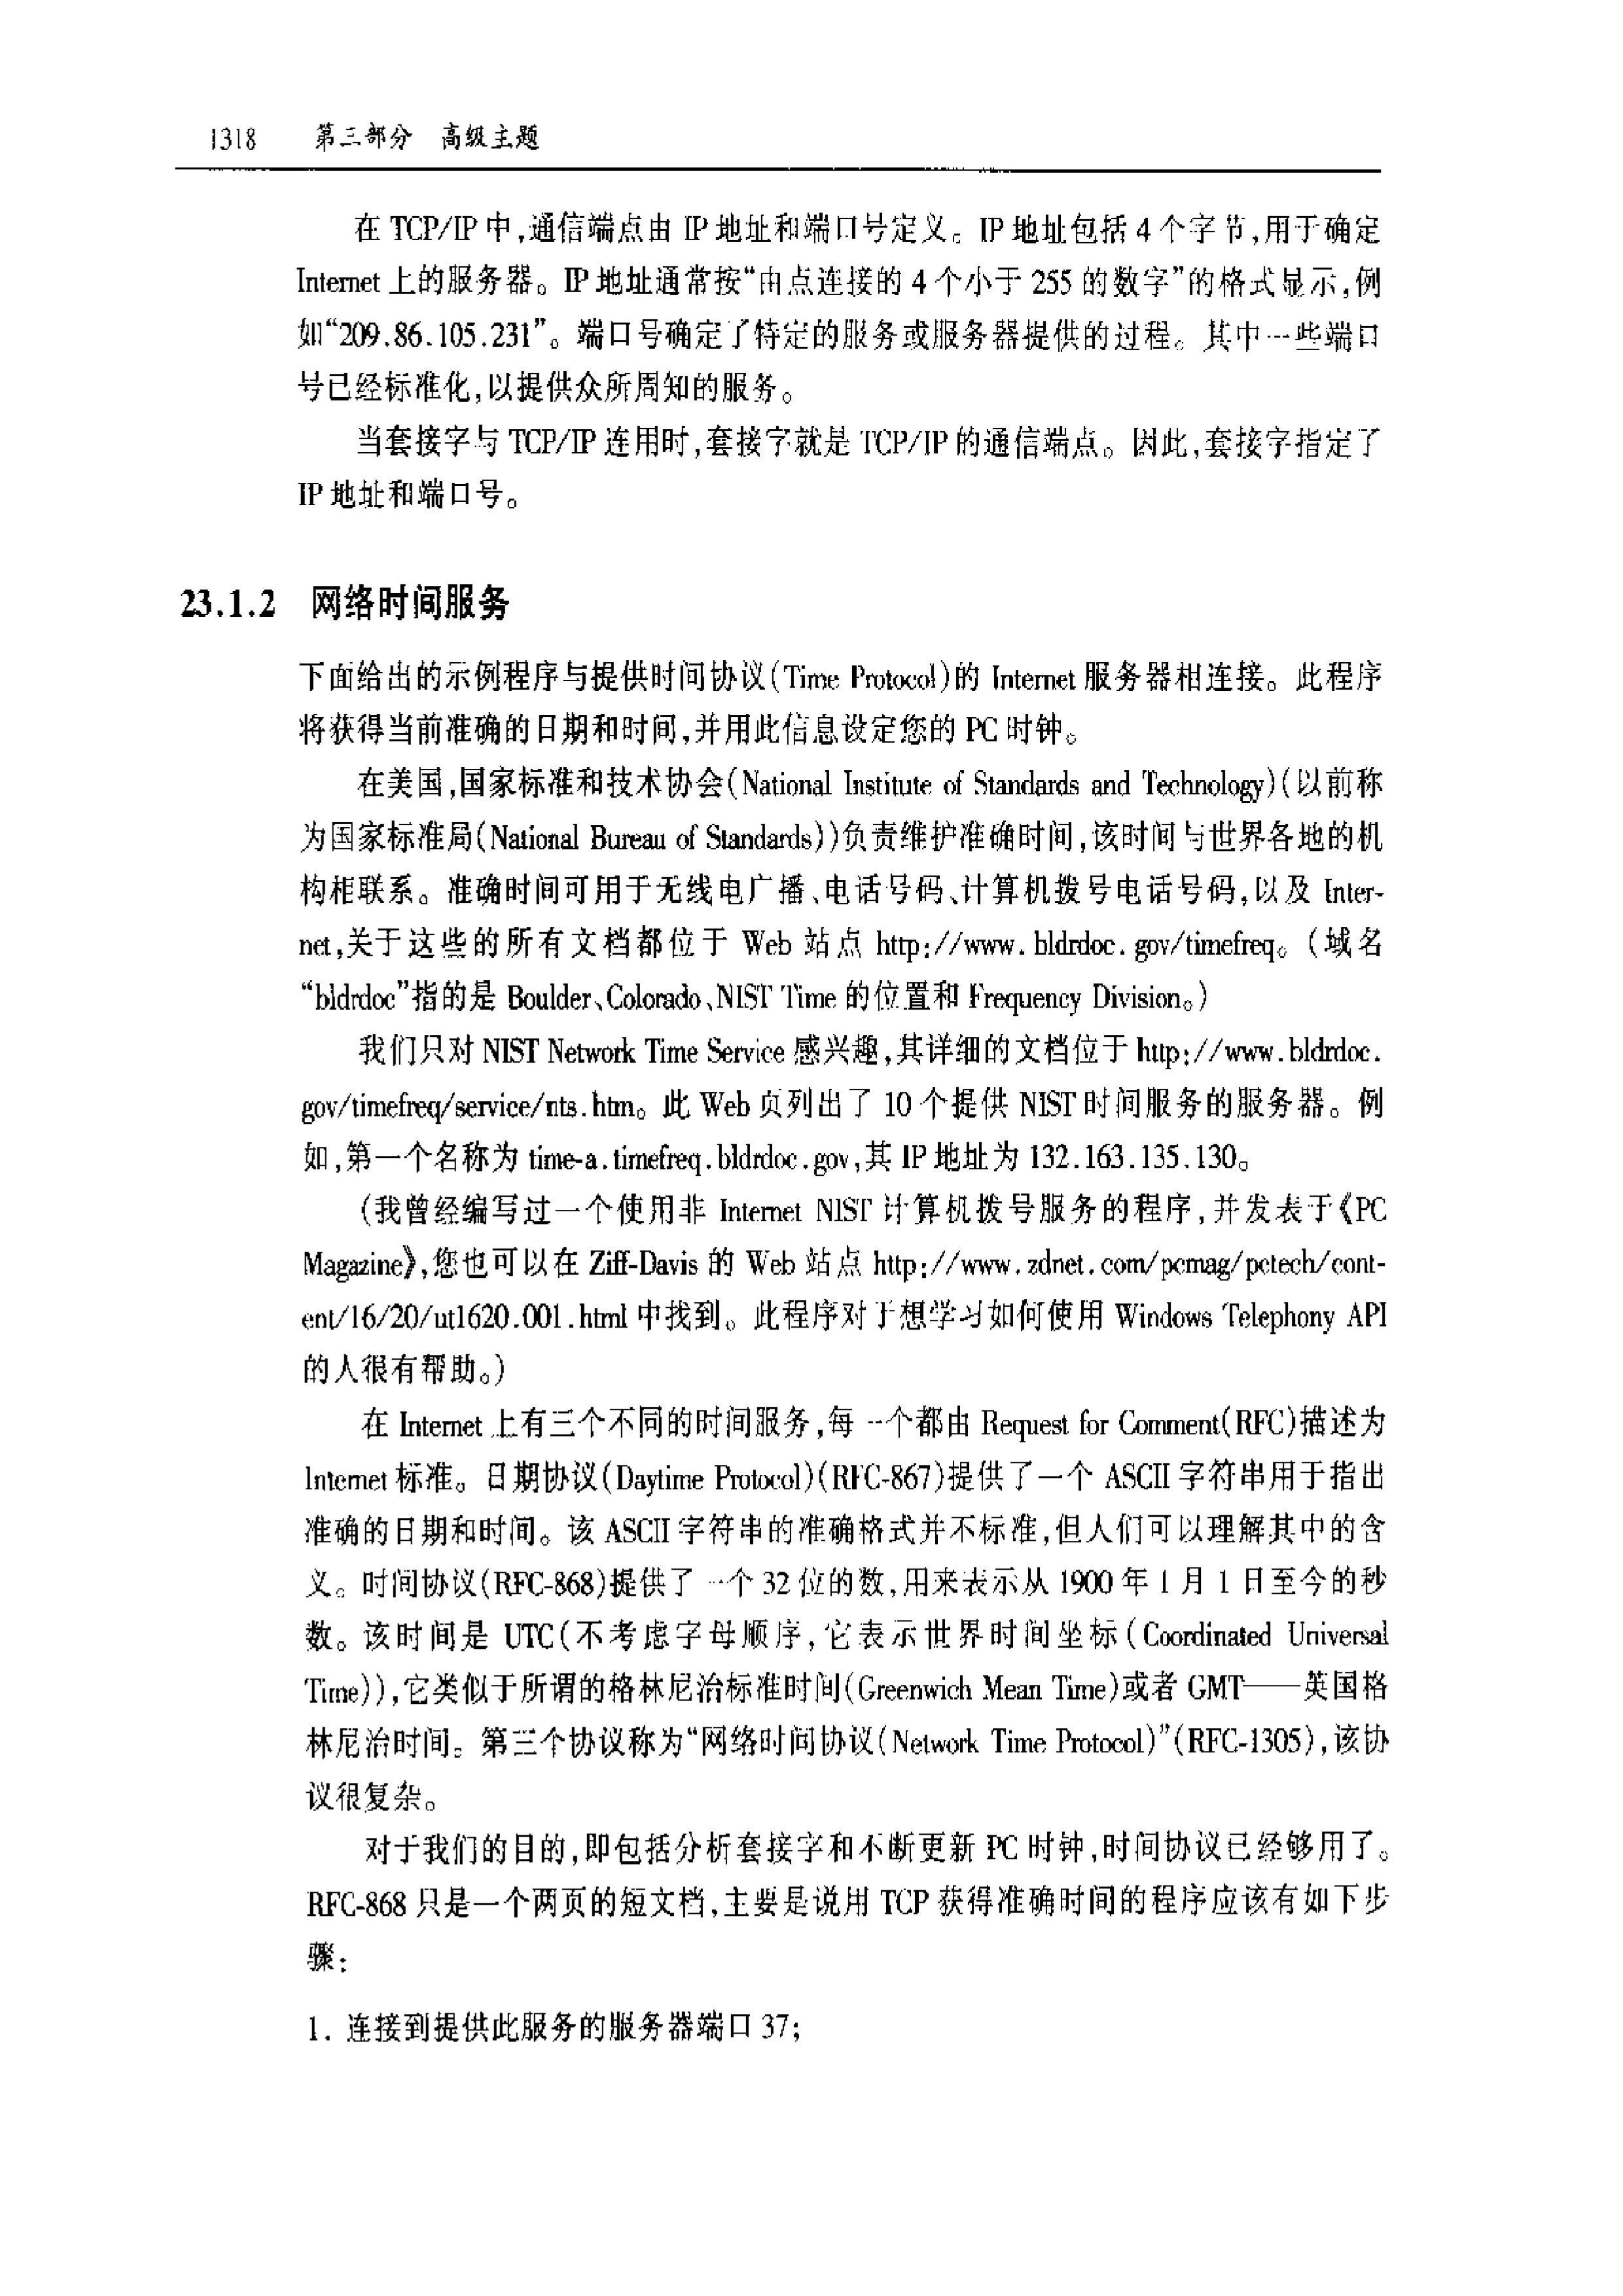 1318 第三部分 高级主题
在 TCP/IP 中,通信端点由 IP 地址和端口号定义。IP 地址包括 4 个字节,用于确定
Internet 上的服务器。IP 地址通常按“由点连接的 4 个小于 255 的数字”的格式显示,例
如“209.86.105.231”。端口号确定了特定的服务或服务器提供的过程。其中一些端口
号已经标准化,以提供众所周知的服务。
当套接字与 TCP/IP 连用时,套接字就是 TCP/IP 的通信端点。因此,套接字指定了
IP 地址和端口号。
23.1.2 网络时间服务
下面给出的示例程序与提供时间协议(Time Protocol)的 Internet 服务器相连接。此程序
将获得当前准确的日期和时间,并用此信息设定您的 PC 时钟。
在美国,国家标准和技术协会(National Institute of Standards and Technology)(以前称
为国家标准局(National Bureau of Standards))负责维护准确时间,该时间与世界各地的机
构相联系。准确时间可用于无线电广播、电话号码、计算机拨号电话号码,以及 Inter-
net,关于这些的所有文档都位于 Web 站点 http://www.bldrdoc.gov/timefreq。(域名
“bldrdoc”指的是 Boulder、Colorado、NIST Time 的位置和 Frequency Division。)
我们只对 NIST Network Time Service 感兴趣,其详细的文档位于 http://www.bldrdoc.
gov/timefreq/service/nts.htm。此 Web 页列出了 10 个提供 NIST 时间服务的服务器。例
如,第一个名称为 time-a.timefreq.bldrdoc.gov,其 IP 地址为 132.163.135.130。
(我曾经编写过一个使用非 Internet NIST 计算机拨号服务的程序,并发表于《PC
Magazine》,您也可以在 Ziff-Davis 的 Web 站点 http://www.zdnet.com/pcmag/pctech/cont-
ent/16/20/ut1620.001.html 中找到。此程序对于想学习如何使用 Windows Telephony API
的人很有帮助。)
在 Internet 上有三个不同的时间服务,每一个都由 Request for Comment(RFC)描述为
Internet 标准。日期协议(Daytime Protocol)(RFC-867)提供了一个 ASCII 字符串用于指出
准确的日期和时间。该 ASCII 字符串的准确格式并不标准,但人们可以理解其中的含
义。时间协议(RFC-868)提供了一个 32 位的数,用来表示从 1900 年 1 月 1 日至今的秒
数。该时间是 UTC(不考虑字母顺序,它表示世界时间坐标(Coordinated Universal
Time)),它类似于所谓的格林尼治标准时间(Greenwich Mean Time)或者 GMT——英国格
林尼治时间。第三个协议称为“网络时间协议(Network Time Protocol)”(RFC-1305),该协
议很复杂。
对于我们的目的,即包括分析套接字和不断更新 PC 时钟,时间协议已经够用了。
RFC-868 只是一个两页的短文档,主要是说用 TCP 获得准确时间的程序应该有如下步
骤:
1. 连接到提供此服务的服务器端口 37;